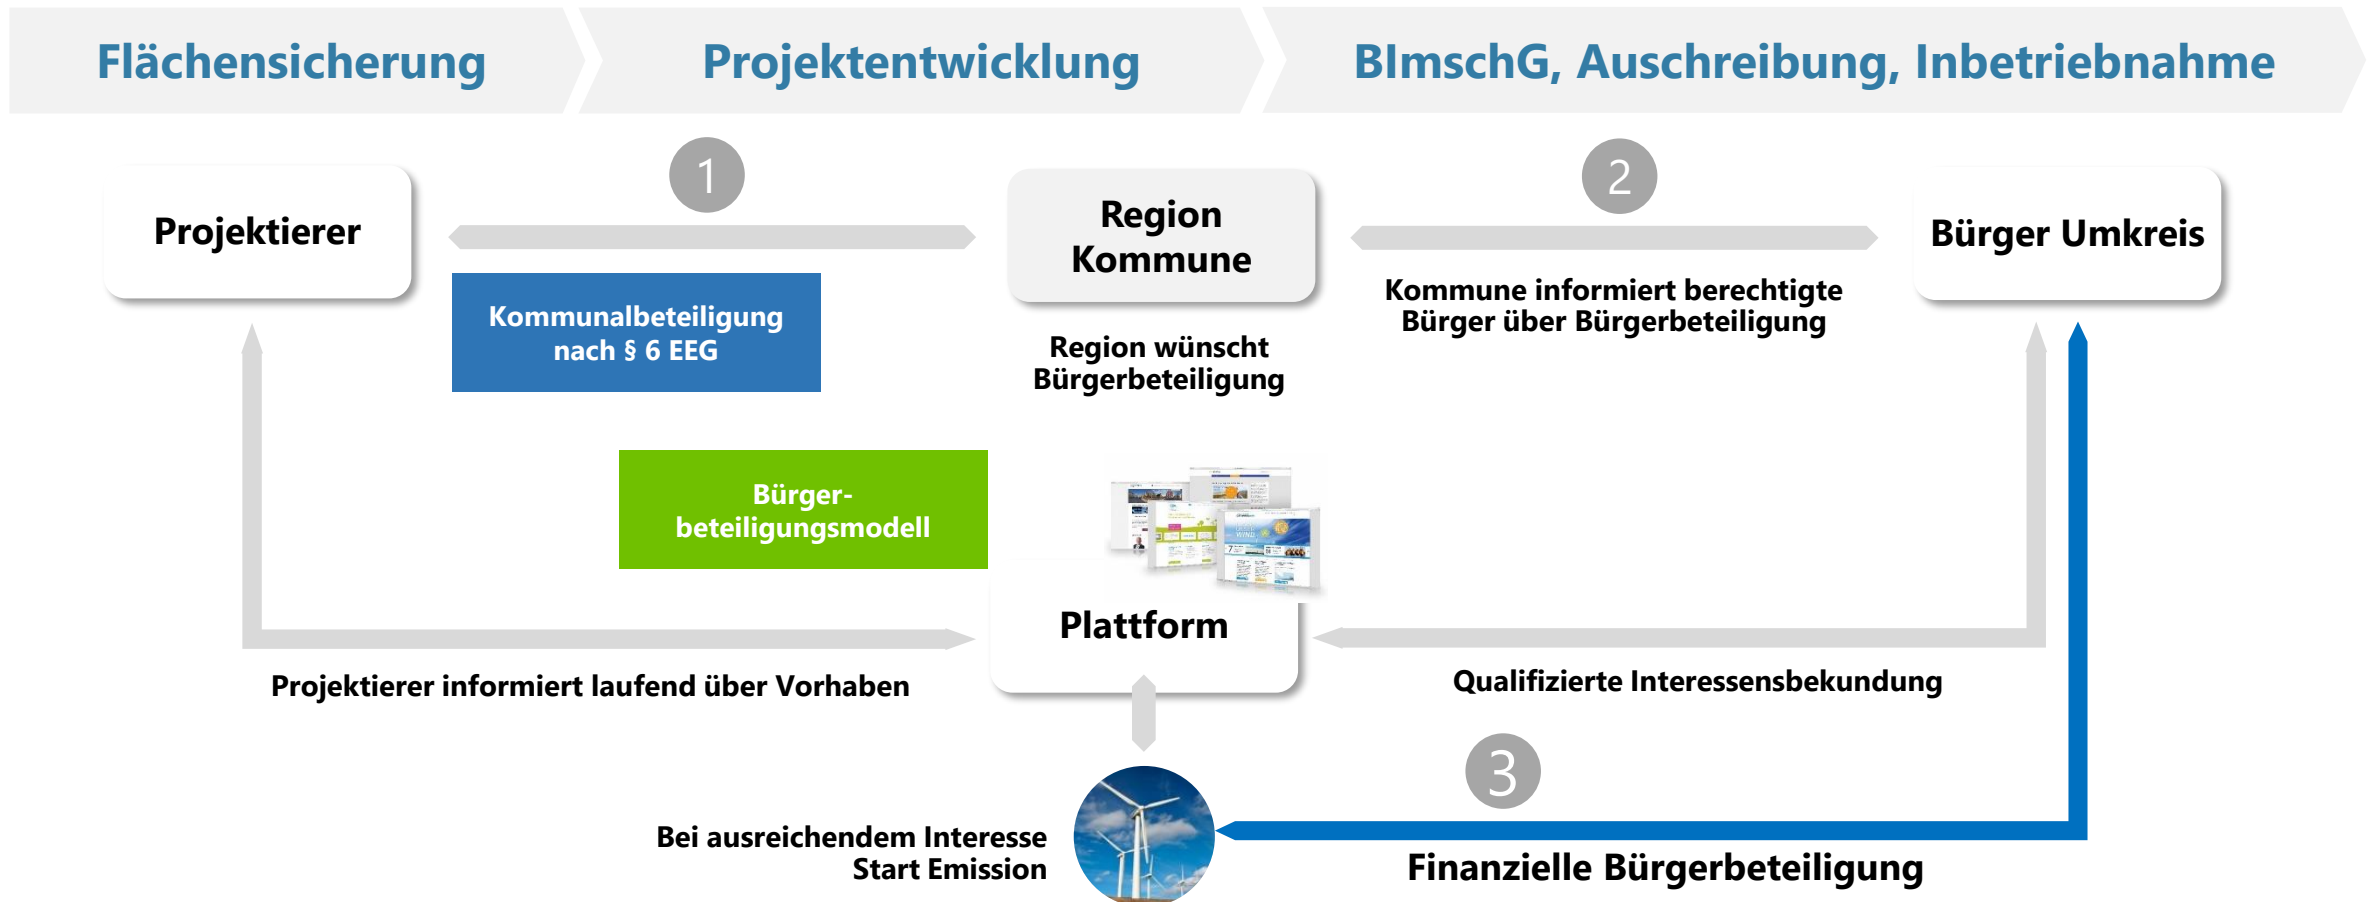 Flächensicherung
Projektentwicklung
BImschG, Auschreibung, Inbetriebnahme
1
2
Projektierer
Region
Kommune
Bürger Umkreis
Kommunalbeteiligung
nach § 6 EEG
Kommune informiert berechtigte
Bürger über Bürgerbeteiligung
Region wünscht
Bürgerbeteiligung
Bürger-
beteiligungsmodell
Plattform
Projektierer informiert laufend über Vorhaben
Qualifizierte Interessensbekundung
3
Bei ausreichendem Interesse
Start Emission
Finanzielle Bürgerbeteiligung